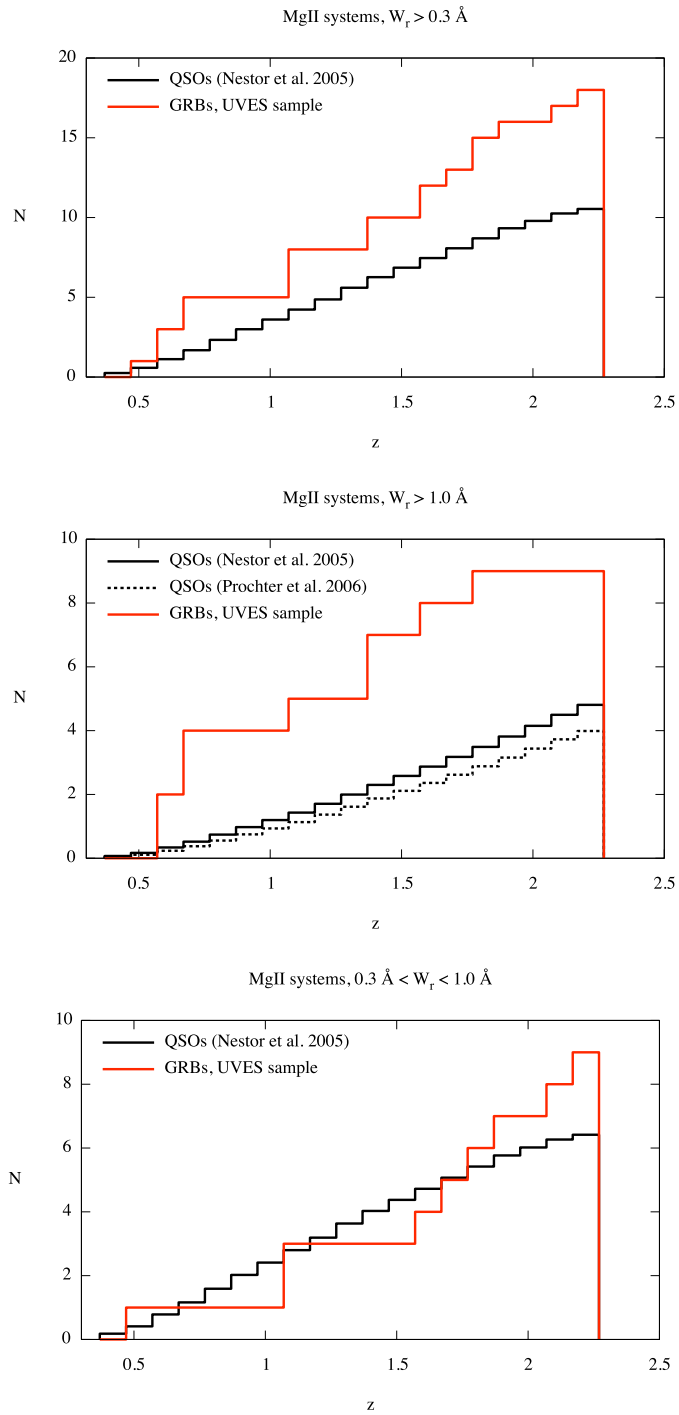 MgII systems, Wr > 0.3 Å
QSOs (Nestor et al. 2005)
GRBs, UVES sample
20
15
10
5
0
N
0.5 1 1.5 2 2.5
z
MgII systems, Wr > 1.0 Å
QSOs (Nestor et al. 2005)
QSOs (Prochter et al. 2006)
GRBs, UVES sample
10
8
6
4
2
0
N
0.5 1 1.5 2 2.5
z
MgII systems, 0.3 Å < Wr < 1.0 Å
QSOs (Nestor et al. 2005)
GRBs, UVES sample
10
8
6
4
2
0
N
0.5 1 1.5 2 2.5
z